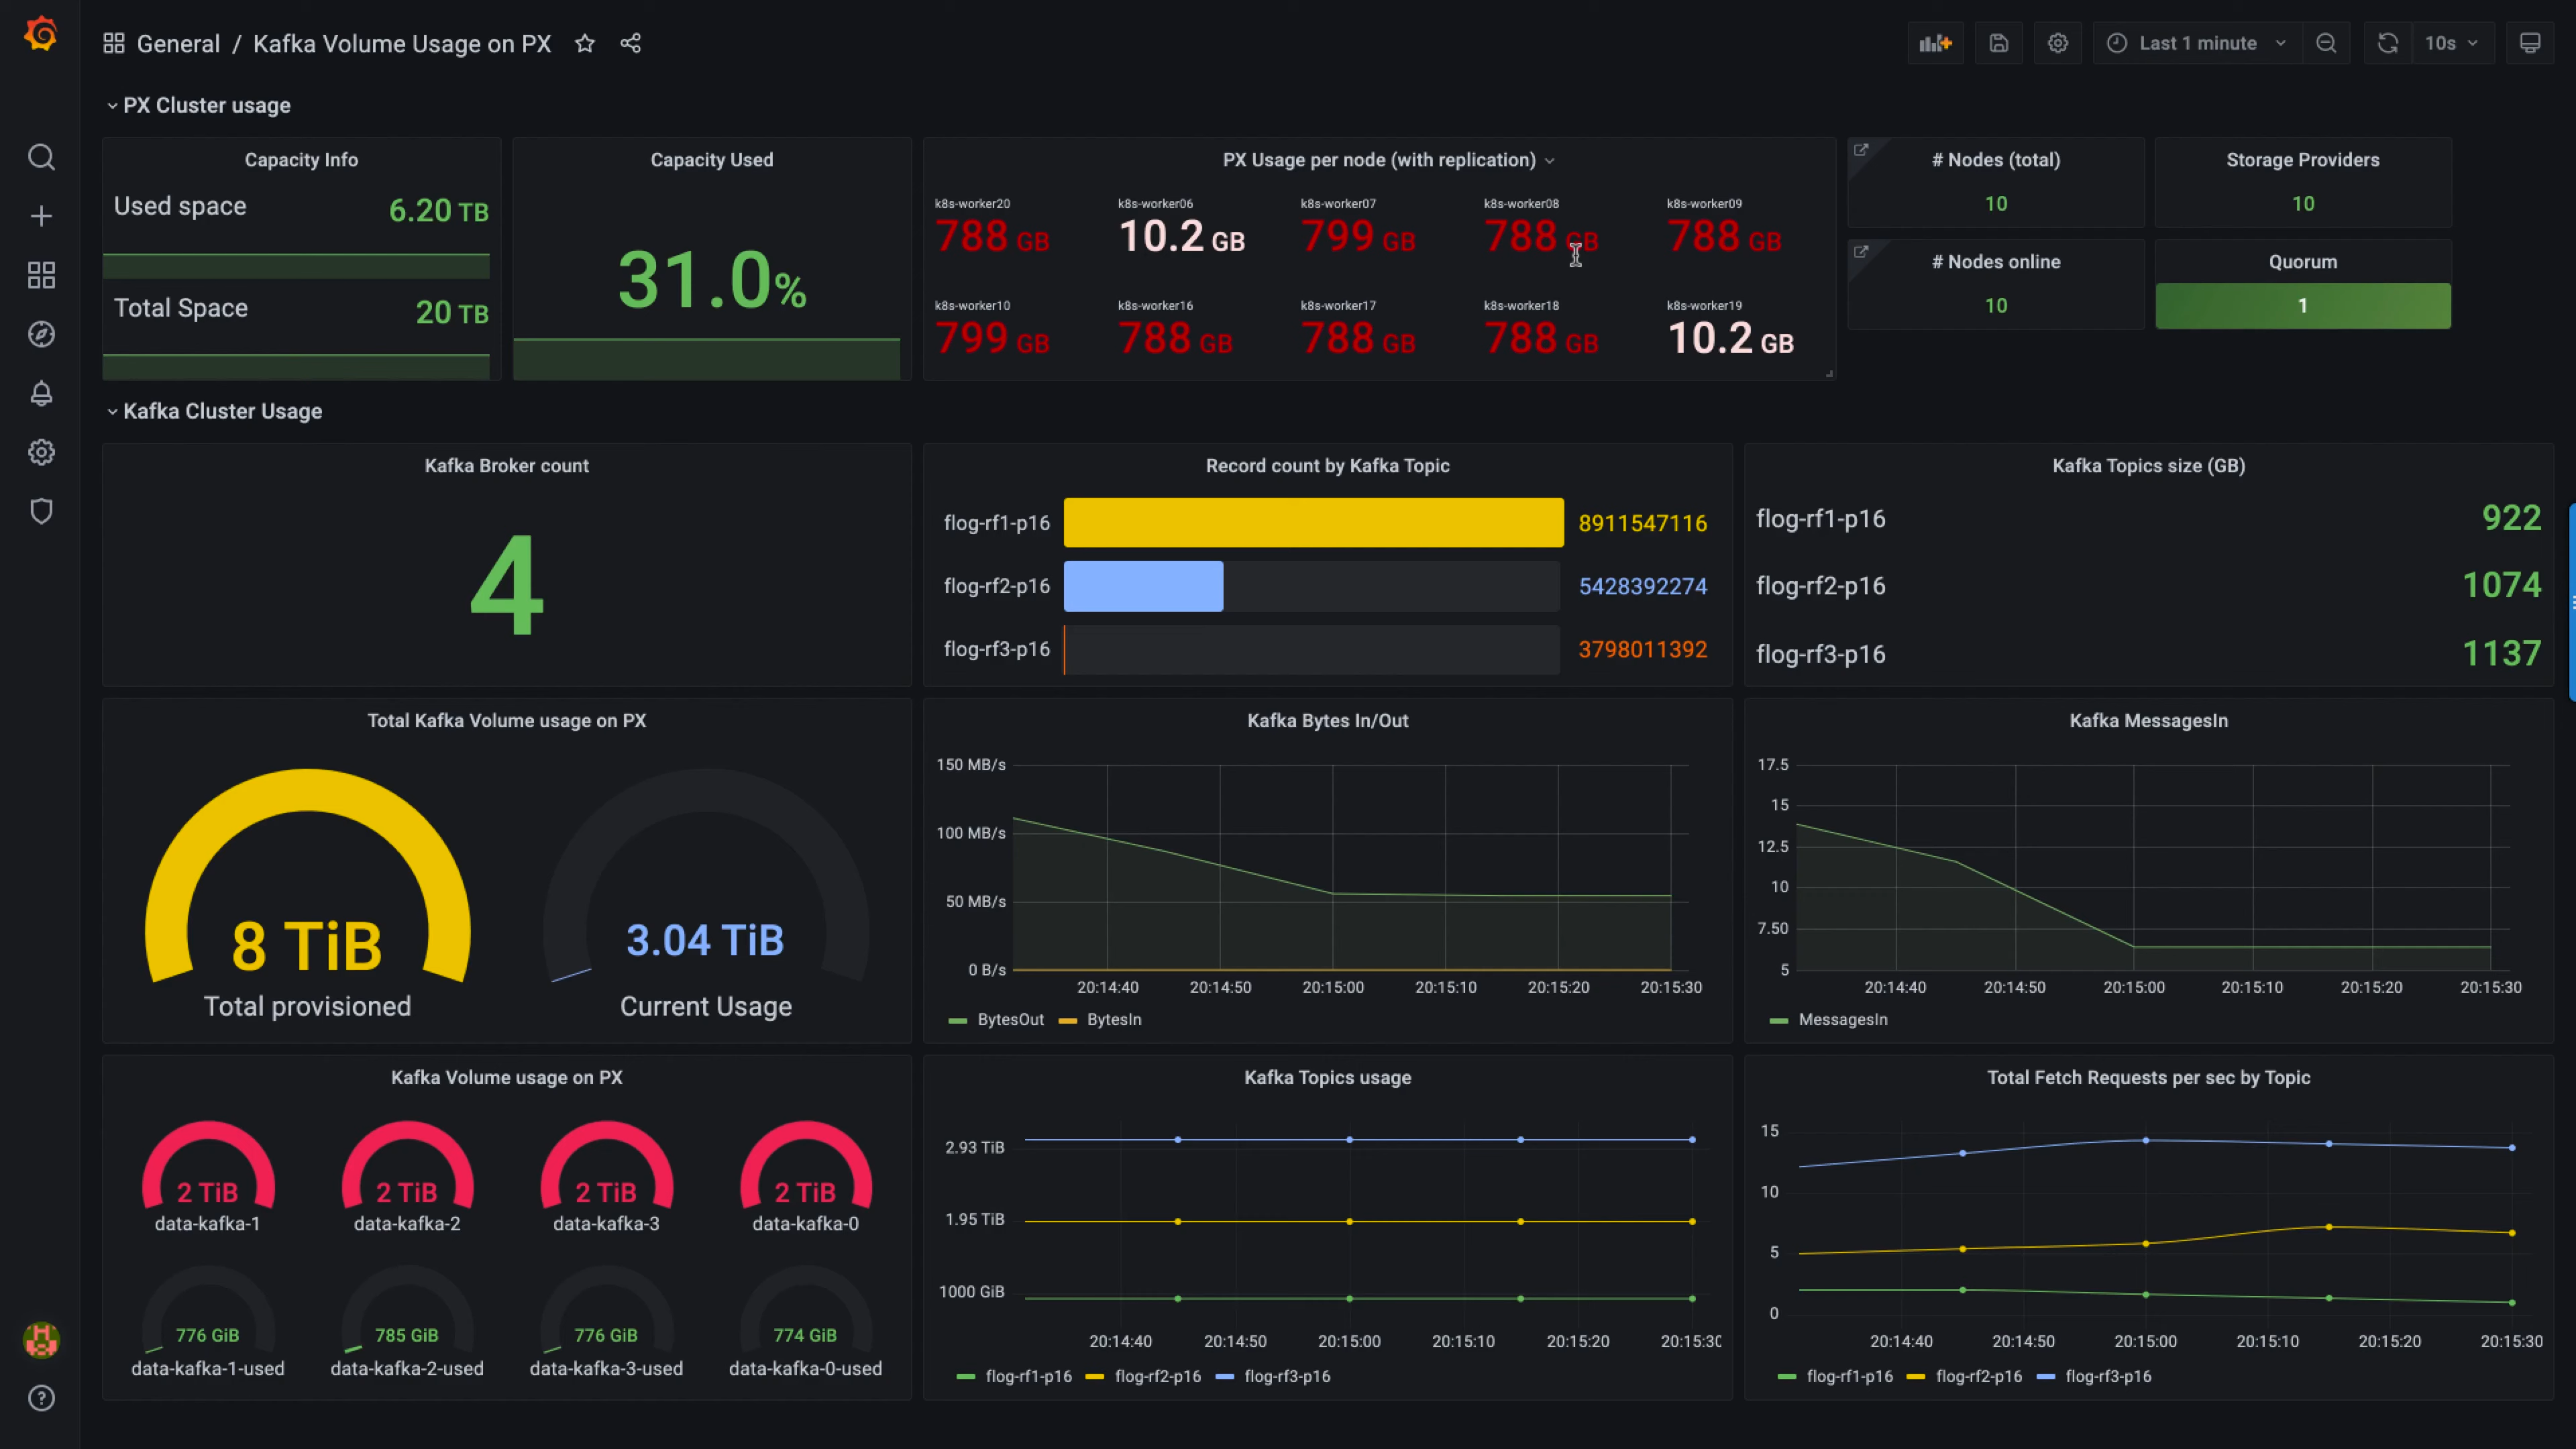 General / Kafka Volume Usage on PX
Last 1 minute
10s
PX Cluster usage
Capacity Info
Used space
6.20 TB
Total Space
20 TB
Capacity Used
31.0%
PX Usage per node (with replication)
k8s-worker20
788 GB
k8s-worker06
10.2 GB
k8s-worker07
799 GB
k8s-worker08
788 GB
k8s-worker09
788 GB
k8s-worker10
799 GB
k8s-worker16
788 GB
k8s-worker17
788 GB
k8s-worker18
788 GB
k8s-worker19
10.2 GB
# Nodes (total)
10
Storage Providers
10
# Nodes online
10
Quorum
1
Kafka Cluster Usage
Kafka Broker count
4
Record count by Kafka Topic
flog-rf1-p16 8911547116
flog-rf2-p16 5428392274
flog-rf3-p16 3798011392
Kafka Topics size (GB)
flog-rf1-p16 922
flog-rf2-p16 1074
flog-rf3-p16 1137
Total Kafka Volume usage on PX
8 TiB
Total provisioned
3.04 TiB
Current Usage
Kafka Bytes In/Out
150 MB/s
100 MB/s
50 MB/s
0 B/s
20:14:40 20:14:50 20:15:00 20:15:10 20:15:20 20:15:30
BytesOut BytesIn
Kafka MessagesIn
17.5
15
12.5
10
7.50
5
20:14:40 20:14:50 20:15:00 20:15:10 20:15:20 20:15:30
MessagesIn
Kafka Volume usage on PX
2 TiB
data-kafka-1
2 TiB
data-kafka-2
2 TiB
data-kafka-3
2 TiB
data-kafka-0
776 GiB
data-kafka-1-used
785 GiB
data-kafka-2-used
776 GiB
data-kafka-3-used
774 GiB
data-kafka-0-used
Kafka Topics usage
2.93 TiB
1.95 TiB
1000 GiB
20:14:40 20:14:50 20:15:00 20:15:10 20:15:20 20:15:30
flog-rf1-p16 flog-rf2-p16 flog-rf3-p16
Total Fetch Requests per sec by Topic
15
10
5
0
20:14:40 20:14:50 20:15:00 20:15:10 20:15:20 20:15:30
flog-rf1-p16 flog-rf2-p16 flog-rf3-p16